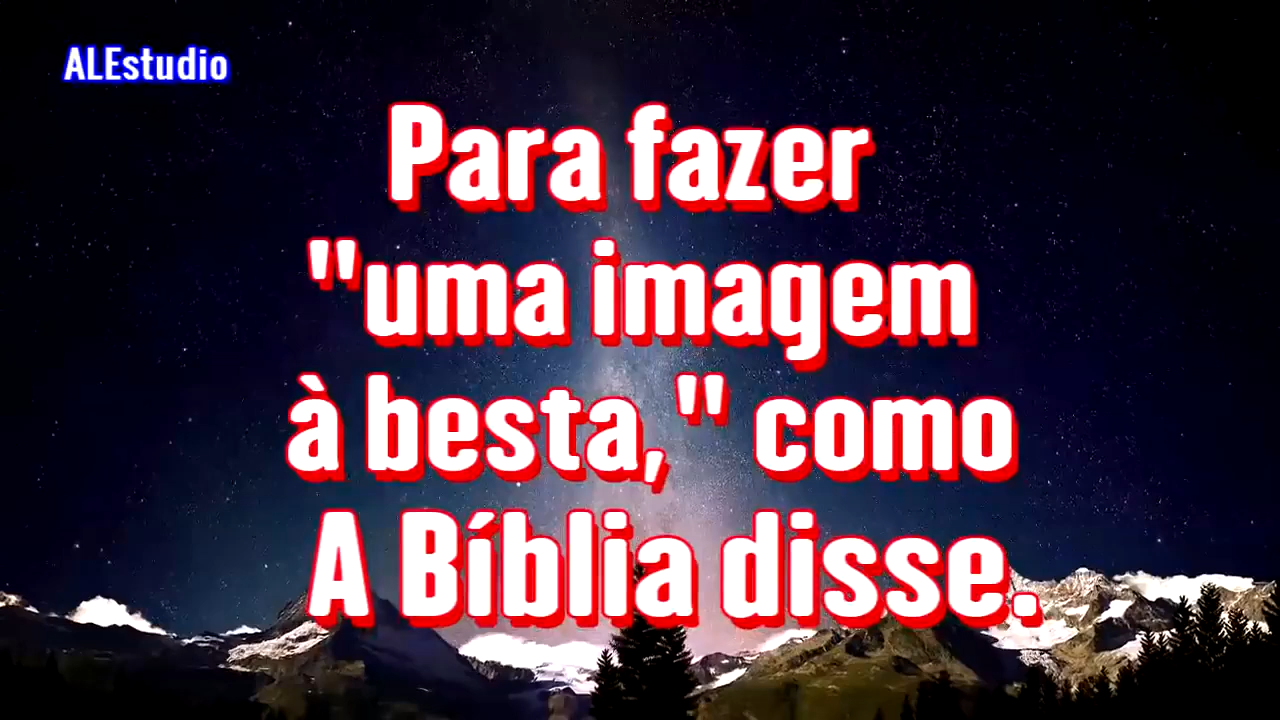 ALEstudio
Para fazer
"uma imagem
à besta," como
A Bíblia disse.